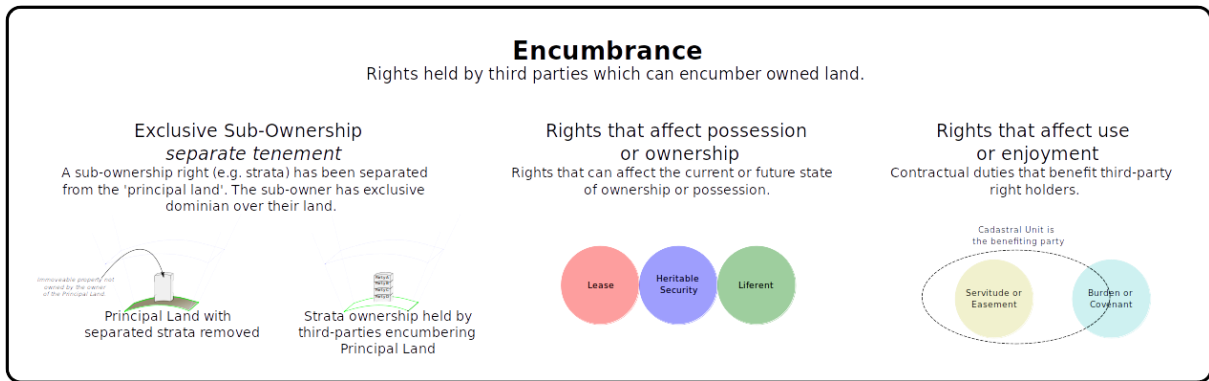 Encumbrance
Rights held by third parties which can encumber owned land.
Exclusive Sub-Ownership
separate tenement
A sub-ownership right (e.g. strata) has been separated
from the 'principal land'. The sub-owner has exclusive
dominian over their land.
Immoveable property not
owned by the owner
of the Principal Land.
Principal Land with
separated strata removed
Party A
Party B
Party C
Party D
Strata ownership held by
third-parties encumbering
Principal Land
Rights that affect possession
or ownership
Rights that can affect the current or future state
of ownership or possession.
Lease
Heritable
Security
Liferent
Rights that affect use
or enjoyment
Contractual duties that benefit third-party
right holders.
Cadastral Unit is
the benefiting party
Servitude or
Easement
Burden or
Covenant